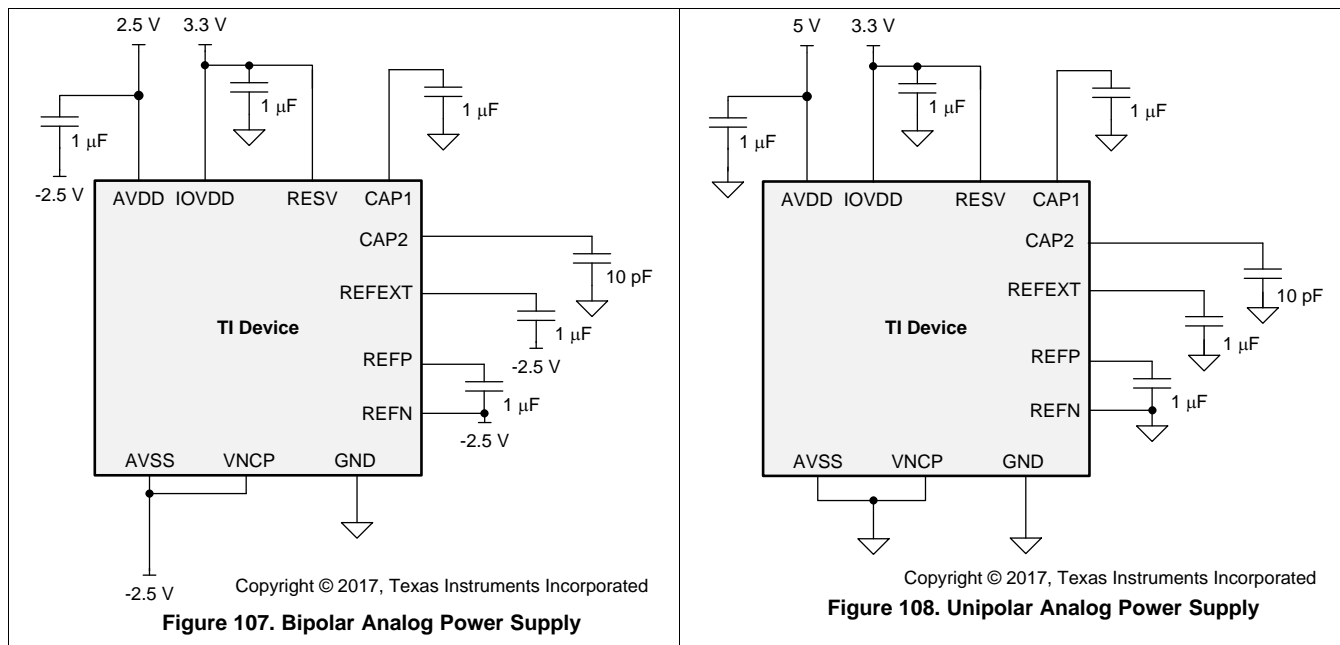 2.5 V 3.3 V
1 μF
1 μF
1 μF
-2.5 V
AVDD IOVDD RESV CAP1
CAP2
10 pF
REFEXT
TI Device
1 μF
-2.5 V
REFP
1 μF
REFN
-2.5 V
AVSS VNCP GND
-2.5 V
Copyright © 2017, Texas Instruments Incorporated
Figure 107. Bipolar Analog Power Supply
5 V 3.3 V
1 μF
1 μF
1 μF
AVDD IOVDD RESV CAP1
CAP2
10 pF
REFEXT
TI Device
1 μF
REFP
1 μF
REFN
AVSS VNCP GND
Copyright © 2017, Texas Instruments Incorporated
Figure 108. Unipolar Analog Power Supply